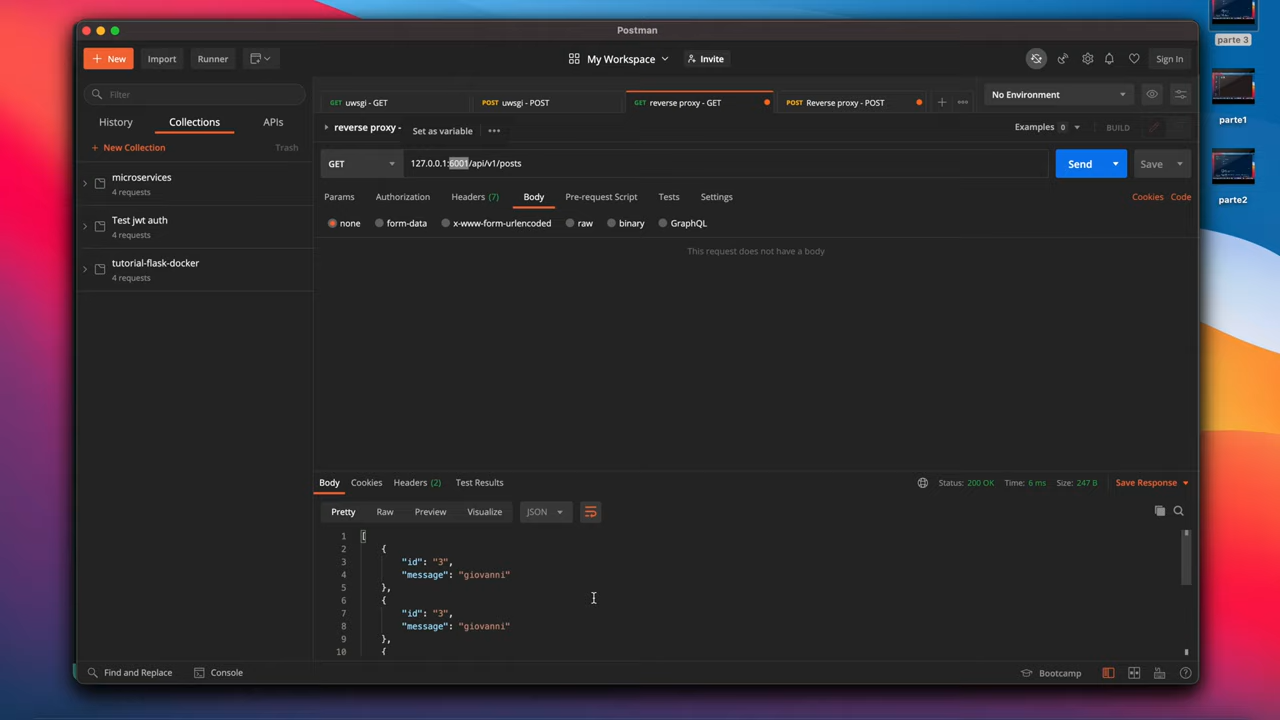 Postman
parte 3
New
Import
Runner
My Workspace
Invite
Sign In
Filter
GET uwsgi - GET
POST uwsgi - POST
GET reverse proxy - GET
POST Reverse proxy - POST
No Environment
parte1
History
Collections
APIs
reverse proxy -
Set as variable
Examples 0
BUILD
New Collection
Trash
GET
127.0.0.1:6001/api/v1/posts
Send
Save
microservices
4 requests
Params
Authorization
Headers (7)
Body
Pre-request Script
Tests
Settings
Cookies
Code
parte2
Test jwt auth
4 requests
none
form-data
x-www-form-urlencoded
raw
binary
GraphQL
This request does not have a body
tutorial-flask-docker
4 requests
Body
Cookies
Headers (2)
Test Results
Status: 200 OK
Time: 6 ms
Size: 247 B
Save Response
Pretty
Raw
Preview
Visualize
JSON
1 [
2 {
3 "id": "3",
4 "message": "giovanni"
5 },
6 {
7 "id": "3",
8 "message": "giovanni"
9 },
10 {
Find and Replace
Console
Bootcamp